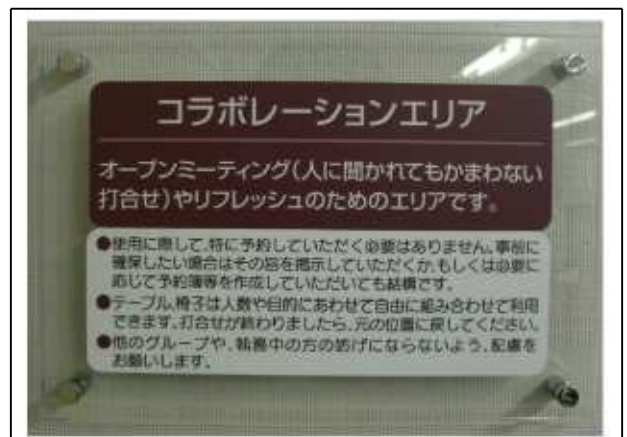 コラボレーションエリア
オープンミーティング(人に聞かれてもかまわない
打合せ)やリフレッシュのためのエリアです。
●使用に際して、特に予約していただく必要はありません。事前に
確保したい場合はその旨を掲示していただくか、もしくは必要に
応じて予約簿等を作成していただいても結構です。
●テーブル、椅子は人数や目的にあわせて自由に組み合わせて利用
できます。打合せが終わりましたら、元の位置に戻してください。
●他のグループや、執務中の方の妨げにならないよう、配慮を
お願いします。